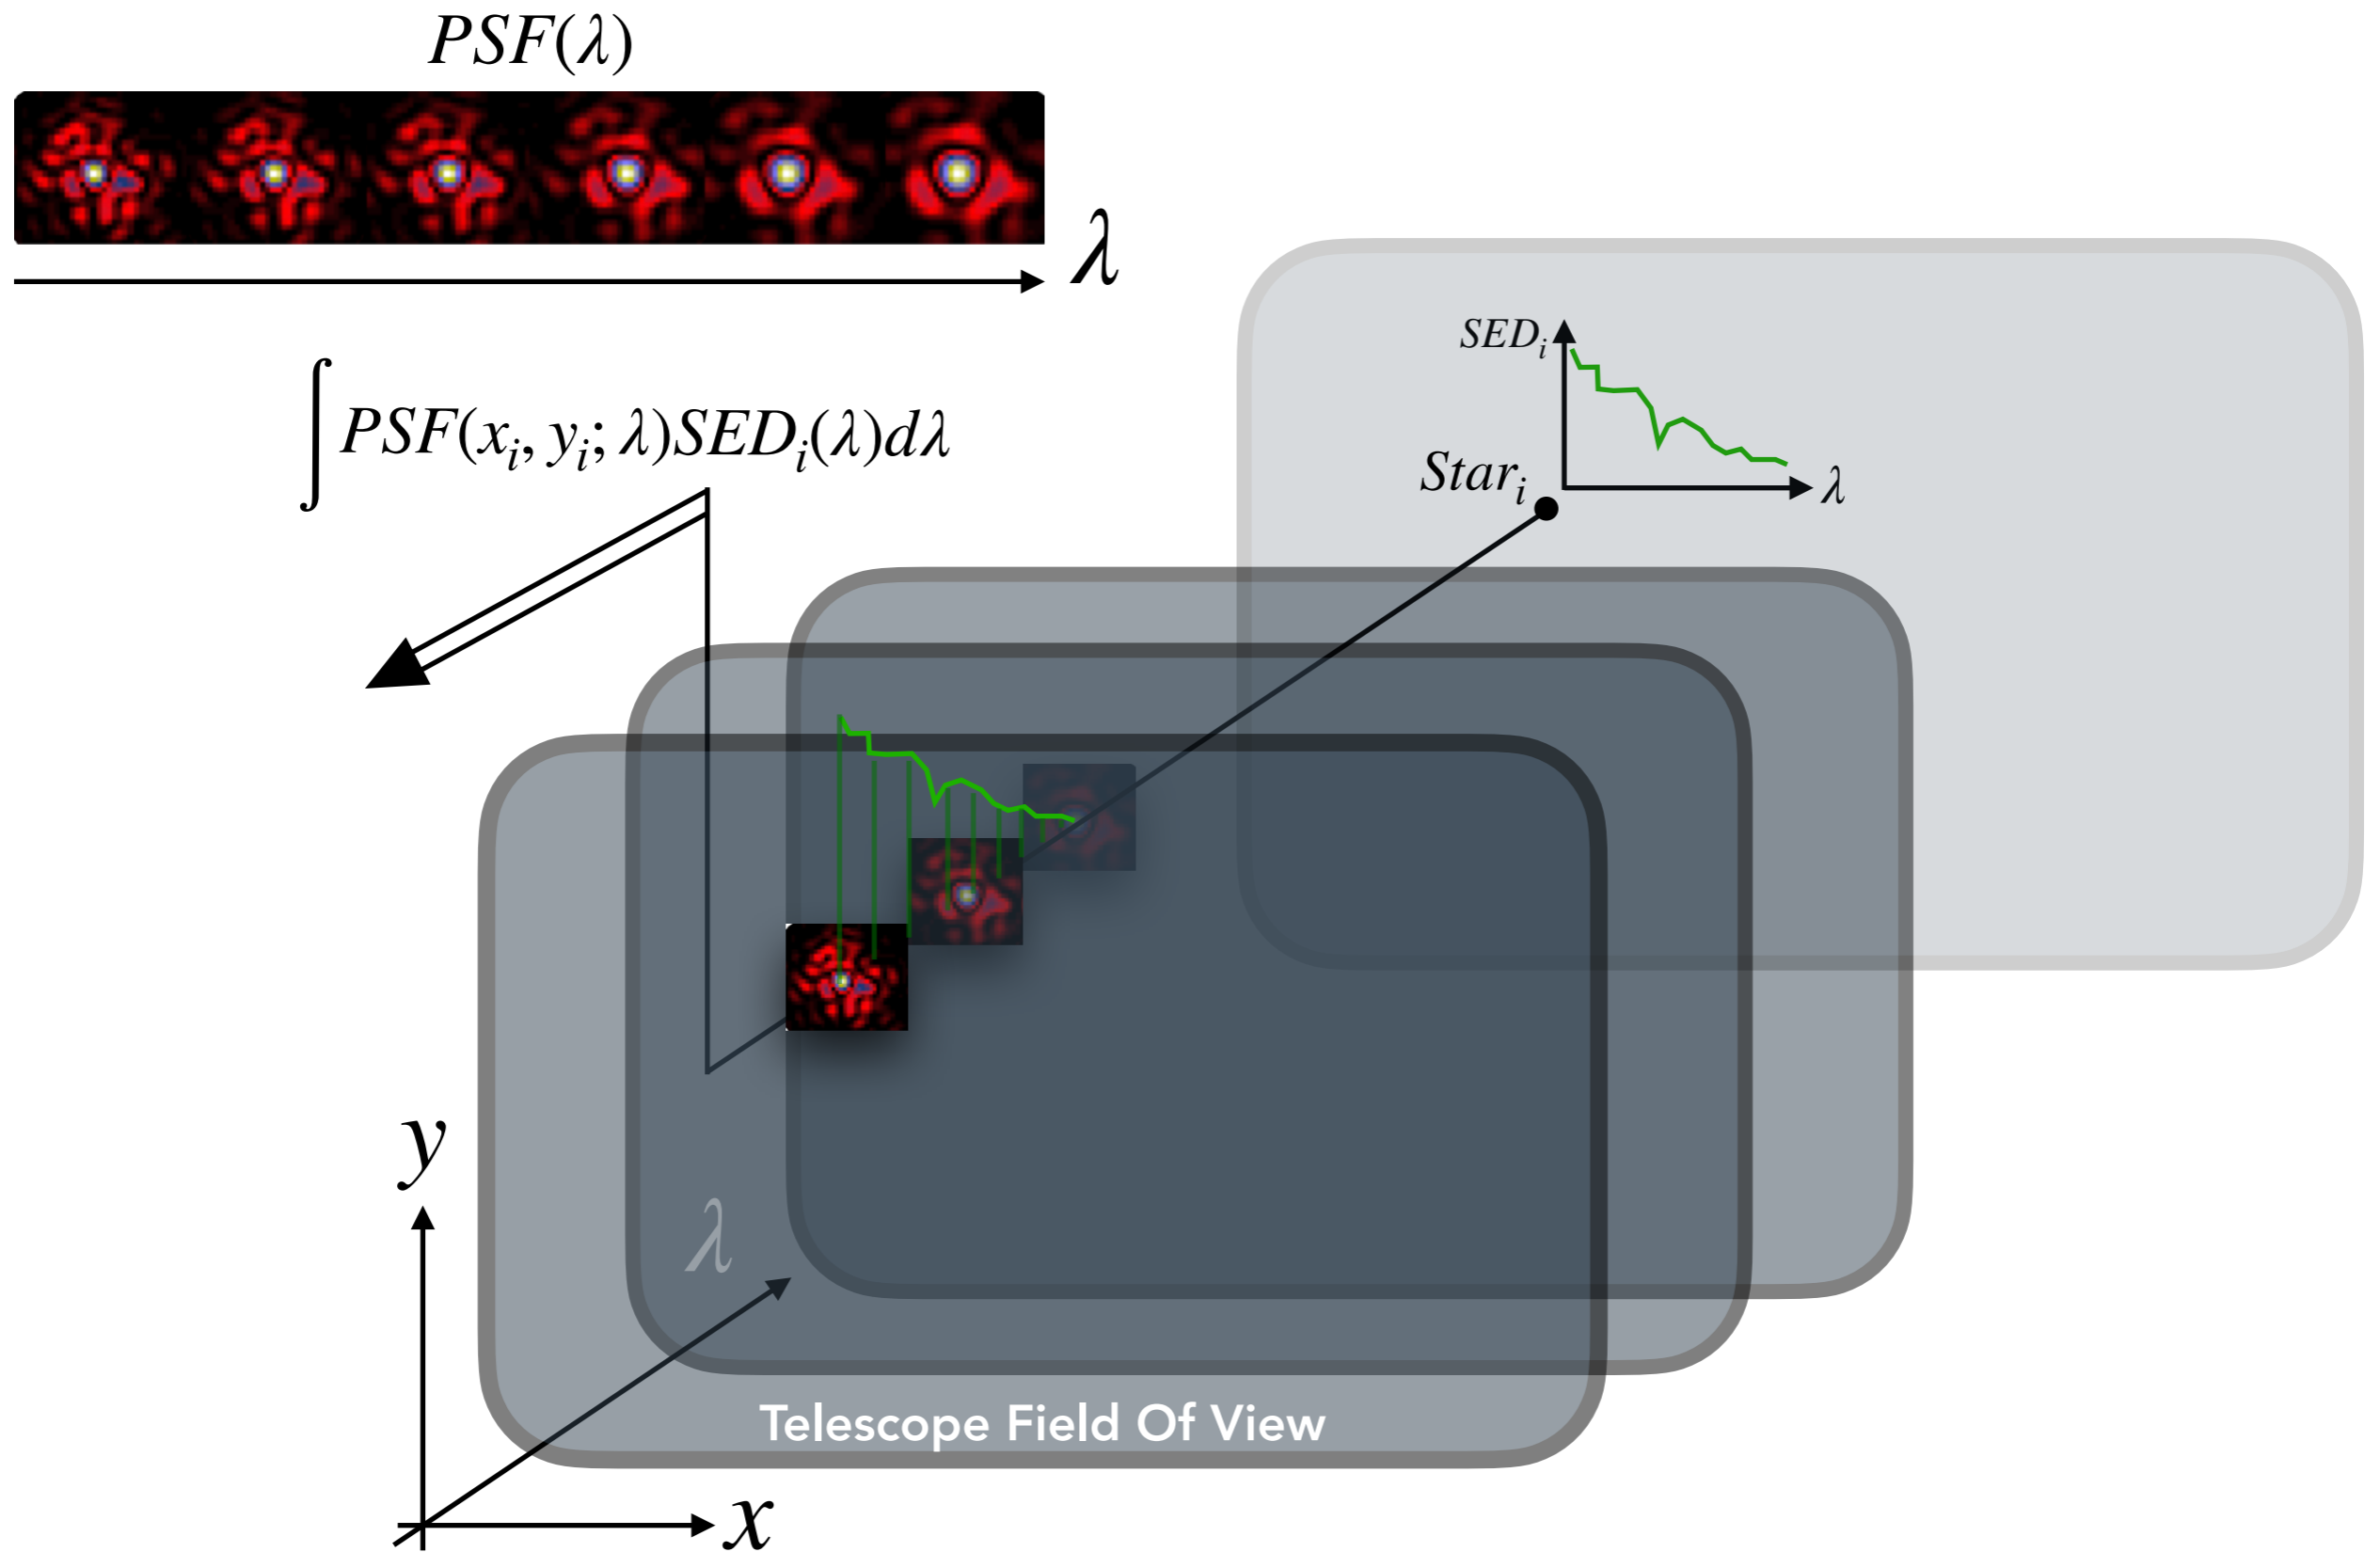 PSF(λ)
λ
∫ PSF(xᵢ, yᵢ; λ)SEDᵢ(λ)dλ
SEDᵢ
Starᵢ
λ
y
λ
Telescope Field Of View
x